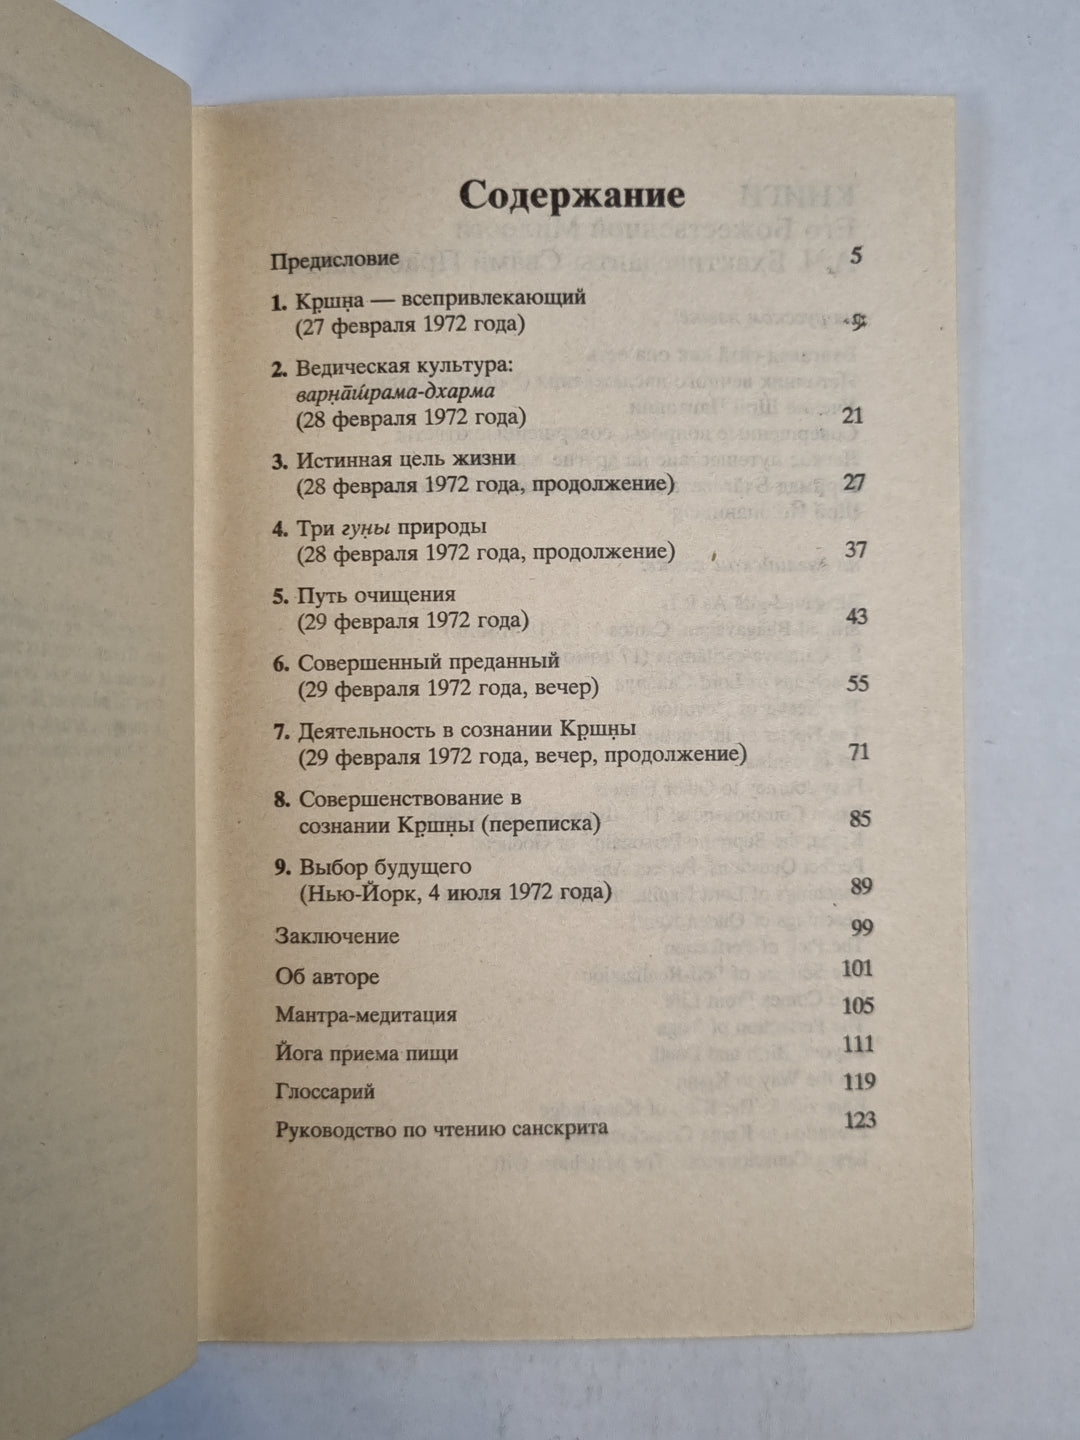 Содержание
Предисловие 5
1. Кр̣шн̣а — всепривлекающий
(27 февраля 1972 года) 9
2. Ведическая культура:
варн̣а̄ш́рама-дхарма
(28 февраля 1972 года) 21
3. Истинная цель жизни
(28 февраля 1972 года, продолжение) 27
4. Три гун̣ы природы
(28 февраля 1972 года, продолжение) 37
5. Путь очищения
(29 февраля 1972 года) 43
6. Совершенный преданный
(29 февраля 1972 года, вечер) 55
7. Деятельность в сознании Кр̣шн̣ы
(29 февраля 1972 года, вечер, продолжение) 71
8. Совершенствование в
сознании Кр̣шн̣ы (переписка) 85
9. Выбор будущего
(Нью-Йорк, 4 июля 1972 года) 89
Заключение 99
Об авторе 101
Мантра-медитация 105
Йога приема пищи 111
Глоссарий 119
Руководство по чтению санскрита 123